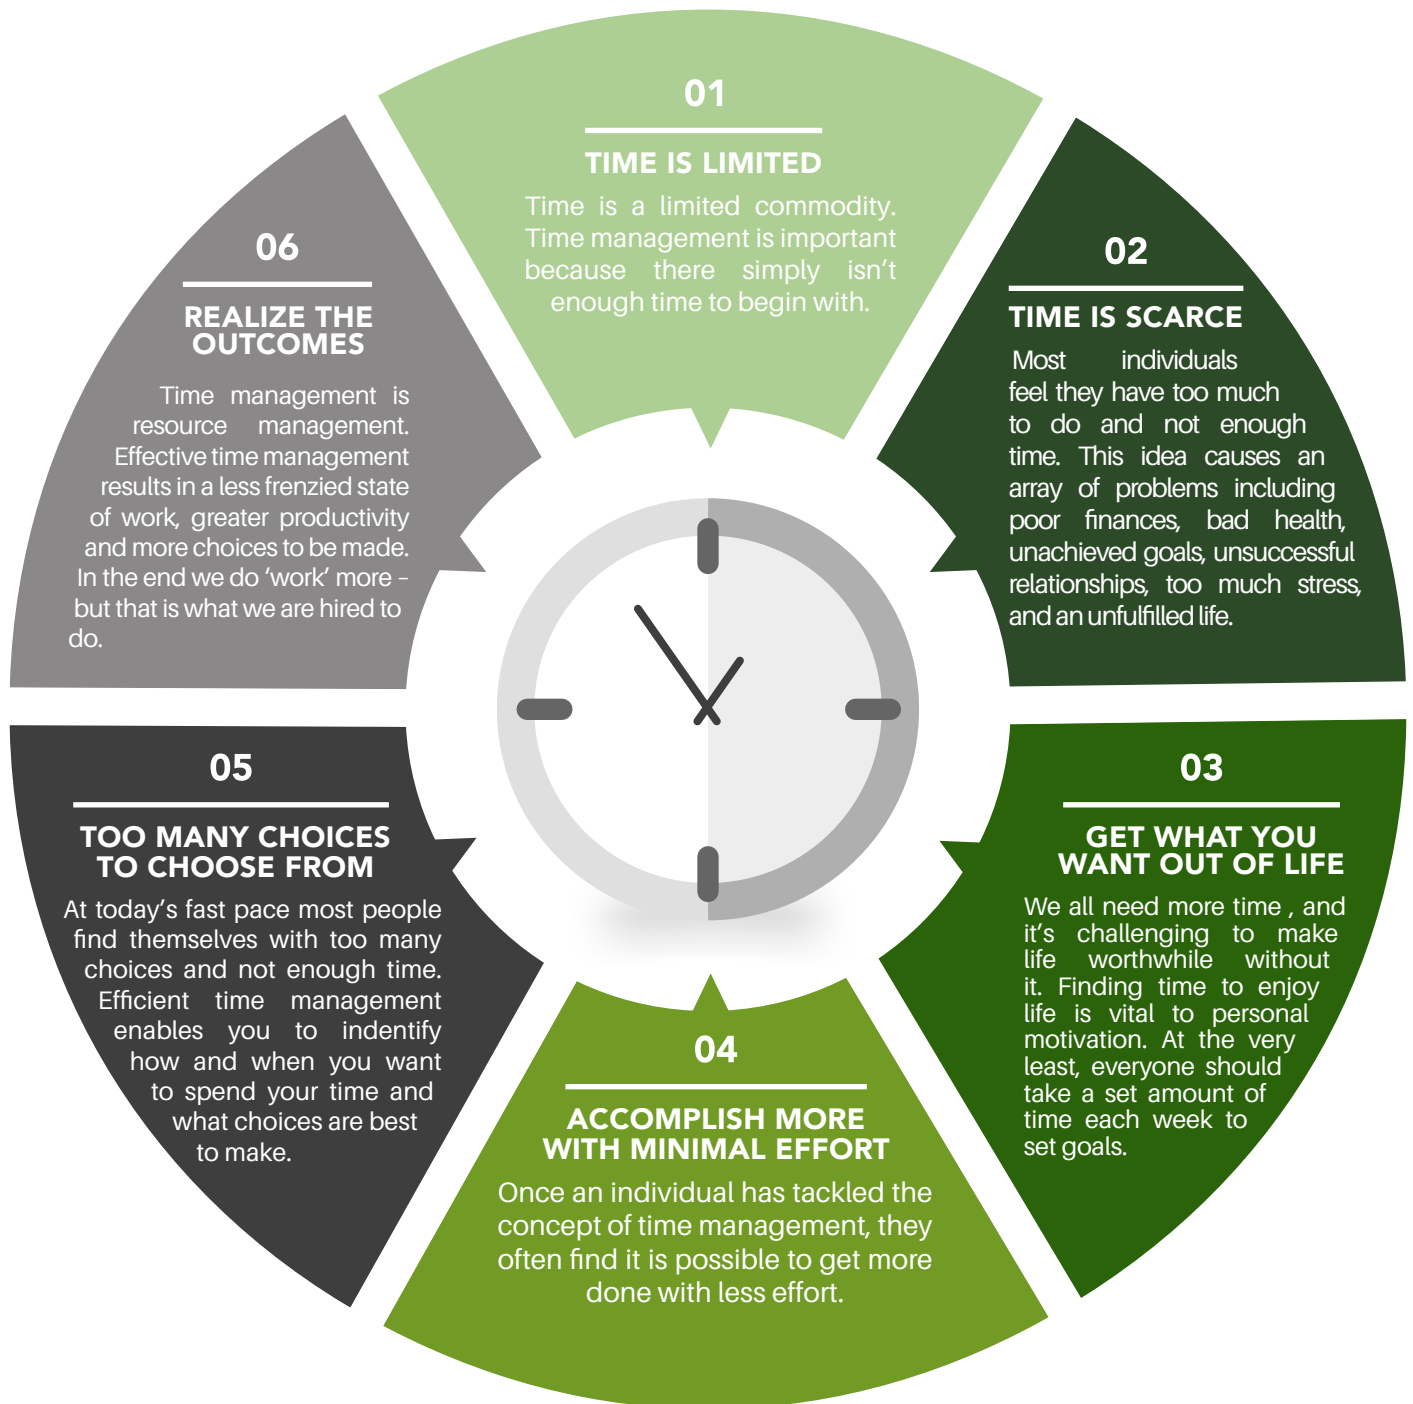 01
TIME IS LIMITED
Time is a limited commodity.
Time management is important
because there simply isn't
enough time to begin with.
02
TIME IS SCARCE
Most individuals
feel they have too much
to do and not enough
time. This idea causes an
array of problems including
poor finances, bad health,
unachieved goals, unsuccessful
relationships, too much stress,
and an unfulfilled life.
03
GET WHAT YOU
WANT OUT OF LIFE
We all need more time , and
it's challenging to make
life worthwhile without
it. Finding time to enjoy
life is vital to personal
motivation. At the very
least, everyone should
take a set amount of
time each week to
set goals.
04
ACCOMPLISH MORE
WITH MINIMAL EFFORT
Once an individual has tackled the
concept of time management, they
often find it is possible to get more
done with less effort.
05
TOO MANY CHOICES
TO CHOOSE FROM
At today's fast pace most people
find themselves with too many
choices and not enough time.
Efficient time management
enables you to indentify
how and when you want
to spend your time and
what choices are best
to make.
06
REALIZE THE
OUTCOMES
Time management is
resource management.
Effective time management
results in a less frenzied state
of work, greater productivity
and more choices to be made.
In the end we do ‘work’ more –
but that is what we are hired to
do.